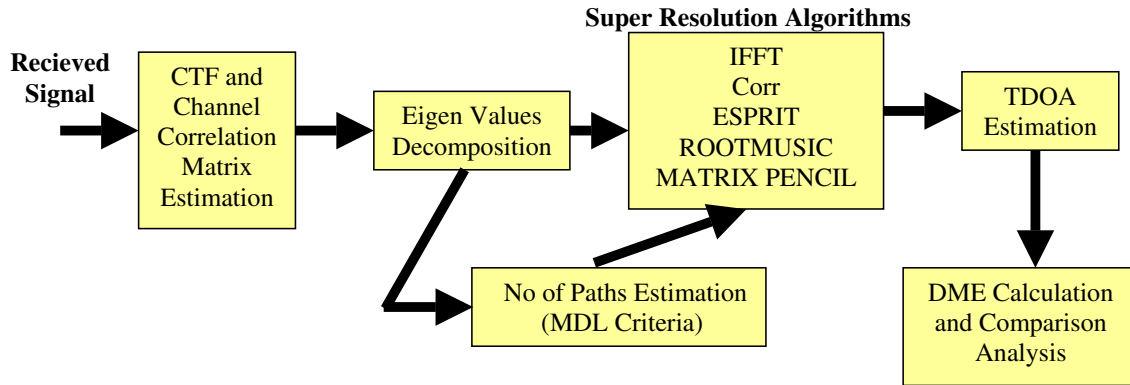 Super Resolution Algorithms
Recieved
Signal
CTF and
Channel
Correlation
Matrix
Estimation
Eigen Values
Decomposition
IFFT
Corr
ESPRIT
ROOTMUSIC
MATRIX PENCIL
TDOA
Estimation
No of Paths Estimation
(MDL Criteria)
DME Calculation
and Comparison
Analysis